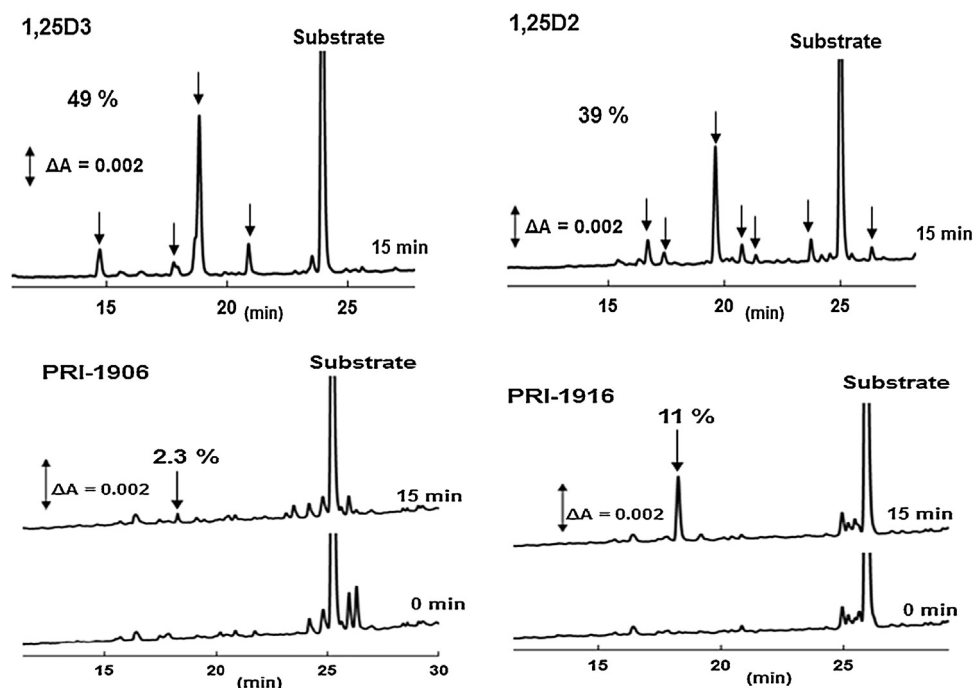 1,25D3
Substrate
49 %
ΔA = 0.002
15 min
15
20
25
(min)
1,25D2
Substrate
39 %
ΔA = 0.002
15 min
15
20
25
(min)
PRI-1906
Substrate
2.3 %
ΔA = 0.002
15 min
0 min
15
20
25
30
(min)
PRI-1916
Substrate
11 %
ΔA = 0.002
15 min
0 min
15
20
25
(min)